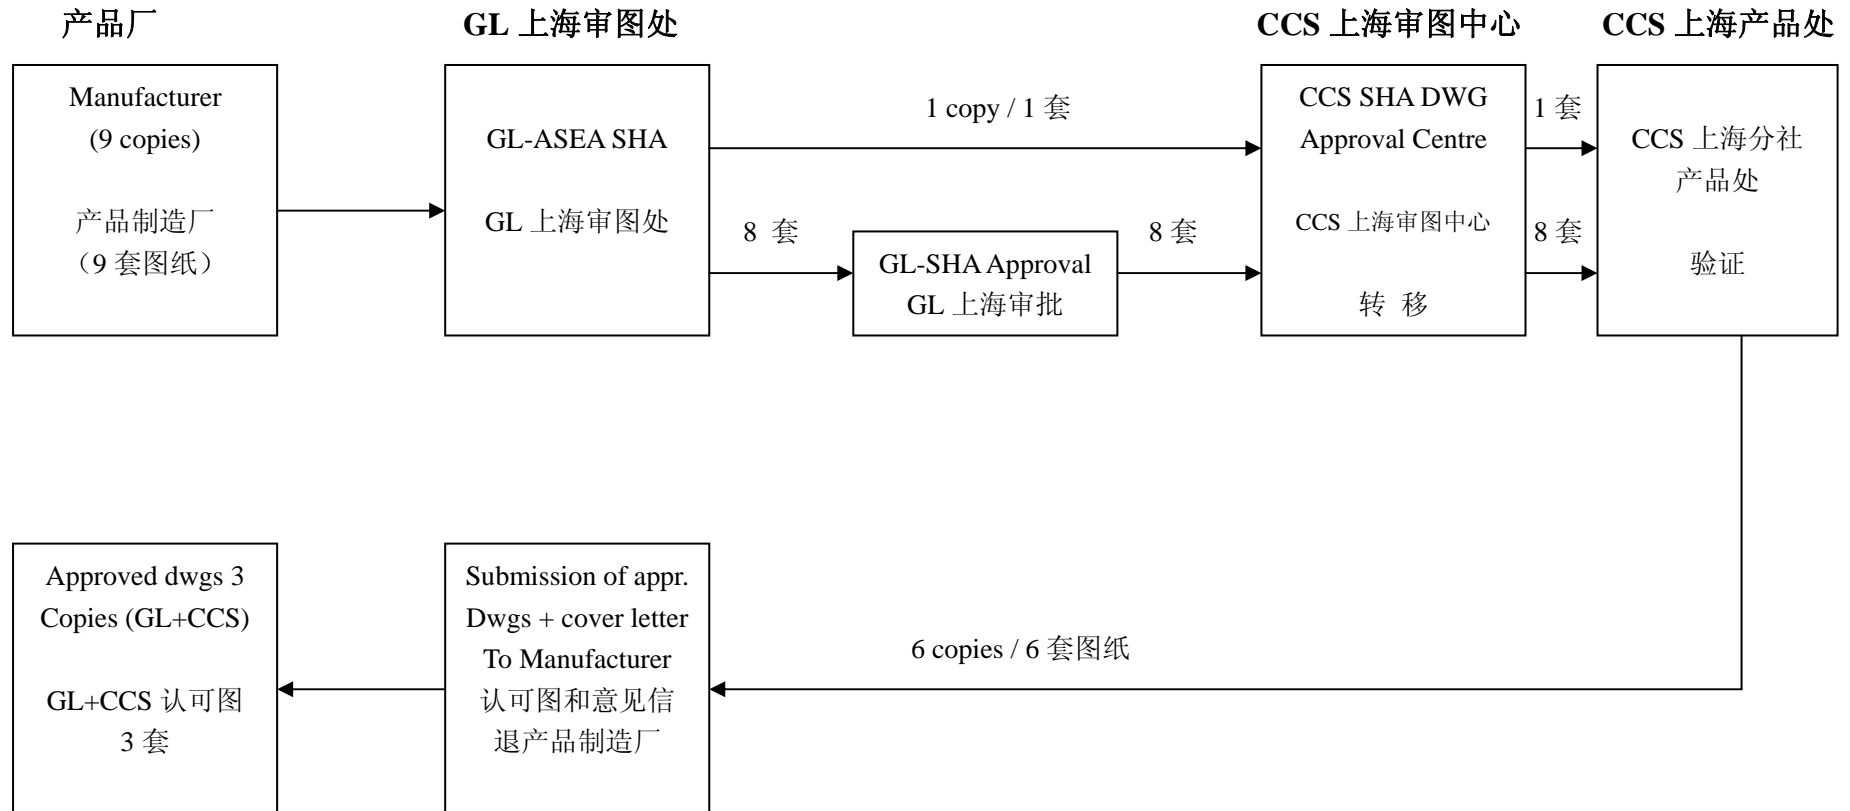 产品厂
GL 上海审图处
CCS 上海审图中心
CCS 上海产品处
Manufacturer
(9 copies)
产品制造厂
（9 套图纸）
GL-ASEA SHA
GL 上海审图处
1 copy / 1 套
8 套
GL-SHA Approval
GL 上海审批
8 套
CCS SHA DWG
Approval Centre
CCS 上海审图中心
转 移
1 套
8 套
CCS 上海分社
产品处
验证
Approved dwgs 3
Copies (GL+CCS)
GL+CCS 认可图
3 套
Submission of appr.
Dwgs + cover letter
To Manufacturer
认可图和意见信
退产品制造厂
6 copies / 6 套图纸